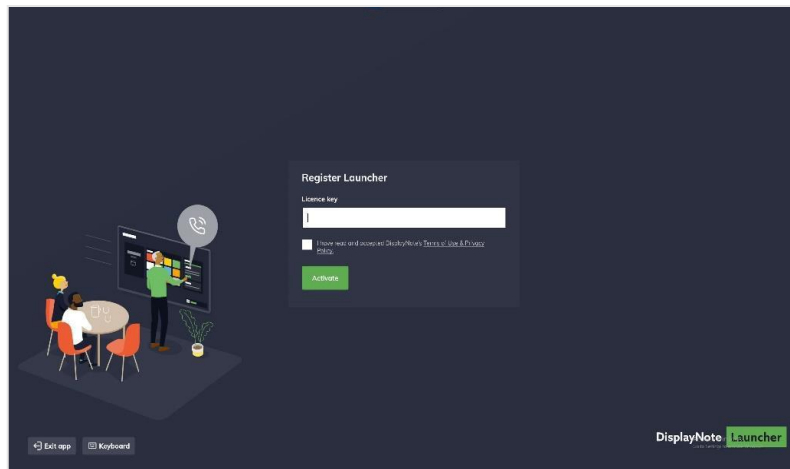 Register Launcher
Licence key
I have read and accepted DisplayNote's Terms of Use & Privacy
Policy.
Activate
Exit app
Keyboard
DisplayNote Launcher